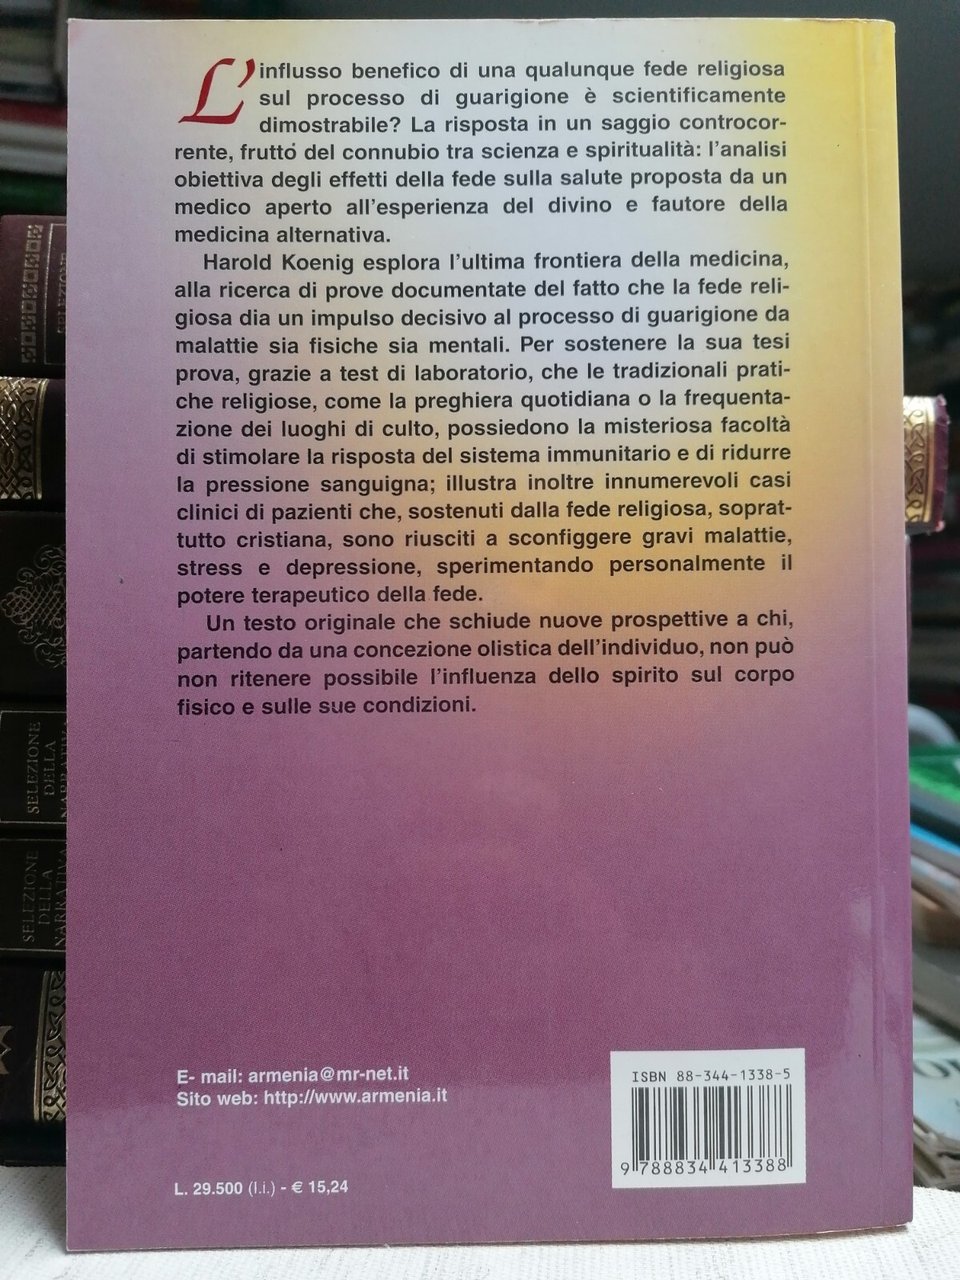 L'influsso benefico di una qualunque fede religiosa
sul processo di guarigione è scientificamente
dimostrabile? La risposta in un saggio controcor-
rente, frutto del connubio tra scienza e spiritualità: l'analisi
obiettiva degli effetti della fede sulla salute proposta da un
medico aperto all'esperienza del divino e fautore della
medicina alternativa.
Harold Koenig esplora l'ultima frontiera della medicina,
alla ricerca di prove documentate del fatto che la fede reli-
giosa dia un impulso decisivo al processo di guarigione da
malattie sia fisiche sia mentali. Per sostenere la sua tesi
prova, grazie a test di laboratorio, che le tradizionali prati-
che religiose, come la preghiera quotidiana o la frequenta-
zione dei luoghi di culto, possiedono la misteriosa facoltà
di stimolare la risposta del sistema immunitario e di ridurre
la pressione sanguigna; illustra inoltre innumerevoli casi
clinici di pazienti che, sostenuti dalla fede religiosa, soprat-
tutto cristiana, sono riusciti a sconfiggere gravi malattie,
stress e depressione, sperimentando personalmente il
potere terapeutico della fede.
Un testo originale che schiude nuove prospettive a chi,
partendo da una concezione olistica dell'individuo, non può
non ritenere possibile l'influenza dello spirito sul corpo
fisico e sulle sue condizioni.
E- mail: armenia@mr-net.it
Sito web: http://www.armenia.it
L. 29.500 (l.i.) - € 15,24
ISBN 88-344-1338-5
9 788834 413388
SELEZIONE
SELEZIONE
DELLA
NARRATIVA
SELEZIONE
DELLA
NARRATIVA